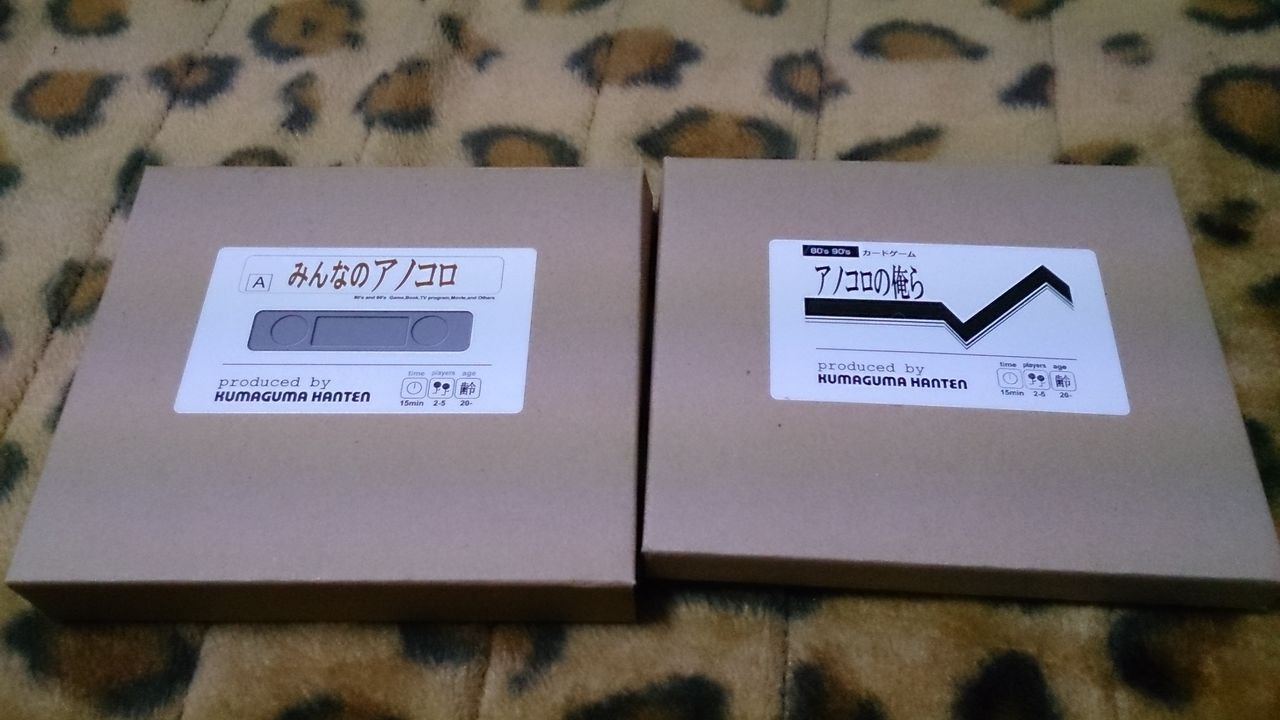 A
みんなのアノコロ
80's and 90's Game,Book,TV program,Movie,and Others
produced by
KUMAGUMA HANTEN
time players age
齢
15min 2-5 20-
80's 90's カードゲーム
アノコロの俺ら
produced by
KUMAGUMA HANTEN
time players age
齢
15min 2-5 20-